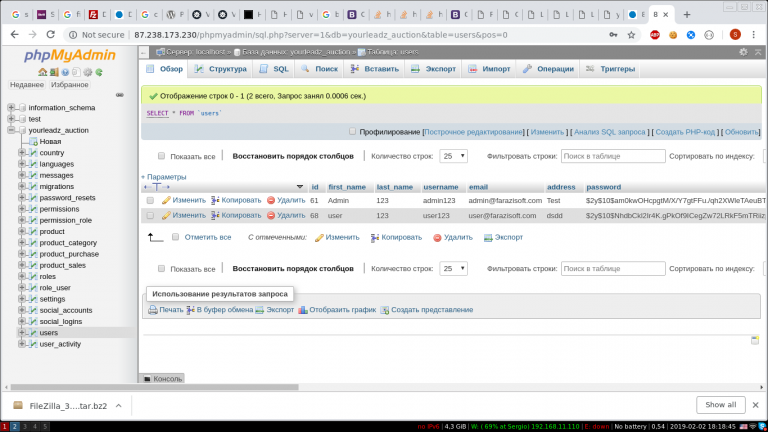 Not secure | 87.238.173.230/phpmyadmin/sql.php?server=1&db=yourleadz_auction&table=users&pos=0
phpMyAdmin
Недавнее Избранное
information_schema
test
yourleadz_auction
Новая
country
languages
messages
migrations
password_resets
permissions
permission_role
product
product_category
product_purchase
product_sales
roles
role_user
settings
social_accounts
social_logins
users
user_activity
Сервер: localhost » База данных: yourleadz_auction » Таблица: users
Обзор Структура SQL Поиск Вставить Экспорт Импорт Операции Триггеры
Отображение строк 0 - 1 (2 всего, Запрос занял 0.0006 сек.)
SELECT * FROM `users`
Профилирование [Построчное редактирование] [ Изменить ] [ Анализ SQL запроса ] [ Создать PHP-код ] [ Обновить]
Показать все Восстановить порядок столбцов Количество строк: 25 Фильтровать строки: Поиск в таблице Сортировать по индексу:
+ Параметры
id first_name last_name username email address password
Изменить Копировать Удалить 61 Admin 123 admin123 admin@farazisoft.com Test
Изменить Копировать Удалить 68 user 123 user123 user@farazisoft.com dsdd
Отметить все С отмеченными: Изменить Копировать Удалить Экспорт
Показать все Восстановить порядок столбцов Количество строк: 25 Фильтровать строки: Поиск в таблице Сортировать по индексу:
Использование результатов запроса
Печать В буфер обмена Экспорт Отобразить график Создать представление
Консоль
FileZilla_3....tar.bz2
Show all
1 2 3 4 5
no IPv6 | 4.3 GiB | W: ( 69% at Sergio) 192.168.11.110 | E: down | No battery | 0,54 | 2019-02-02 18:18:45